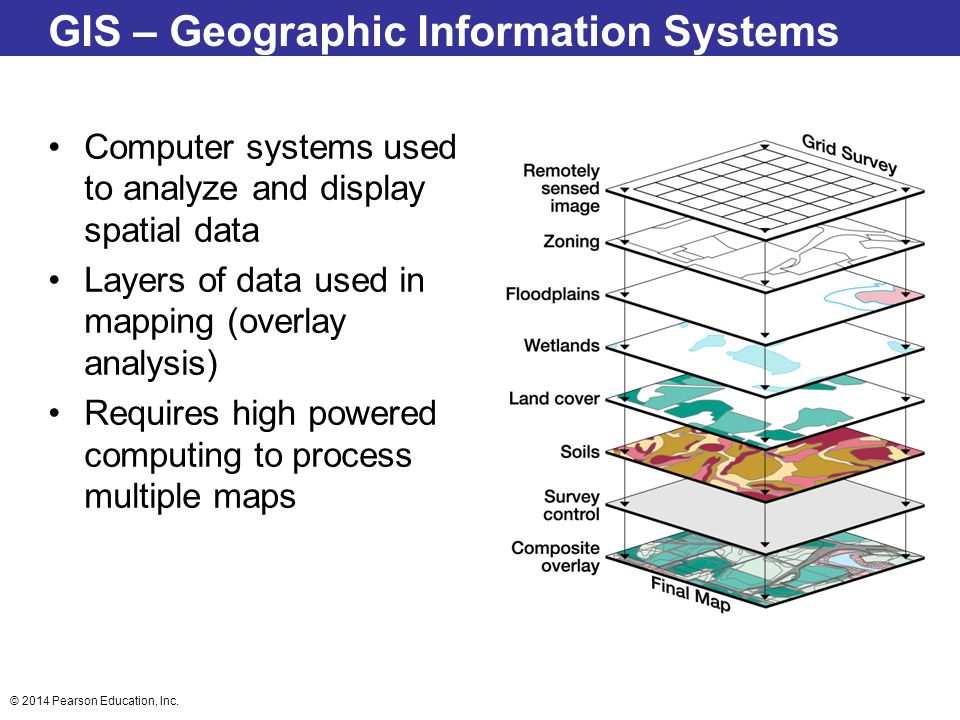 GIS – Geographic Information Systems
• Computer systems used
to analyze and display
spatial data
• Layers of data used in
mapping (overlay
analysis)
• Requires high powered
computing to process
multiple maps
Grid Survey
Remotely
sensed
image
Zoning
Floodplains
Wetlands
Land cover
Soils
Survey
control
Composite
overlay
Final Map
© 2014 Pearson Education, Inc.